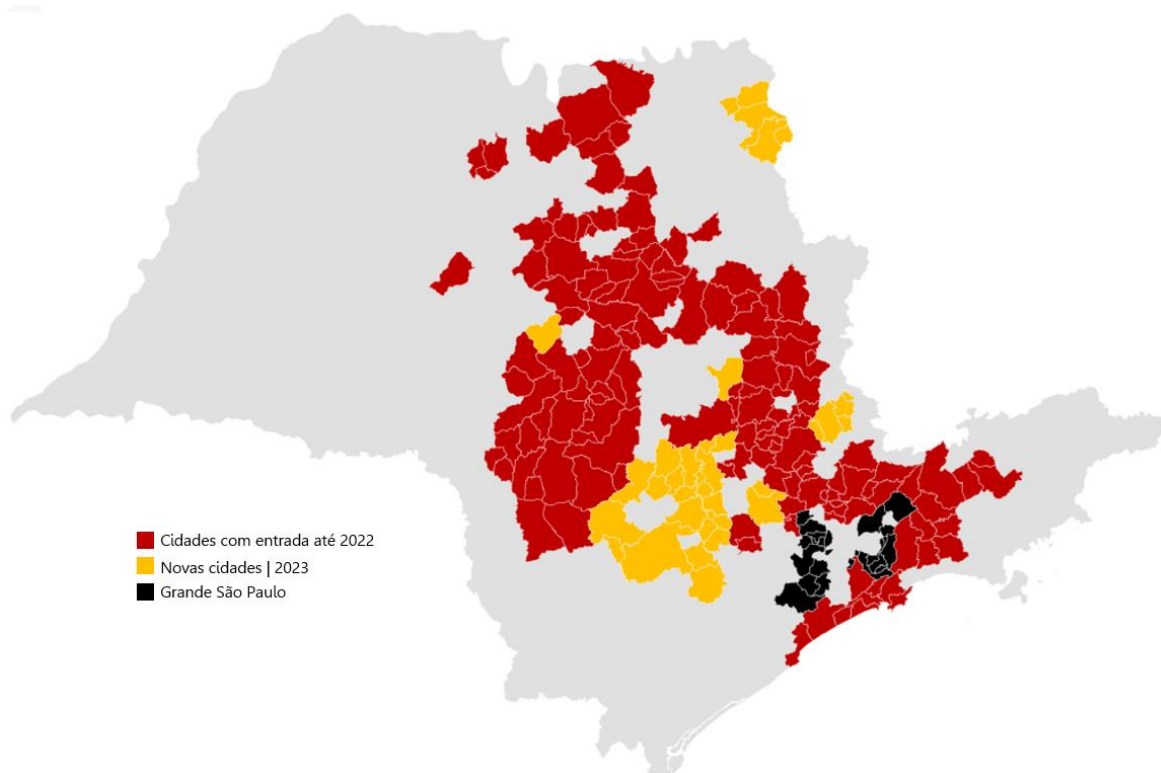 Cidades com entrada até 2022
Novas cidades | 2023
Grande São Paulo